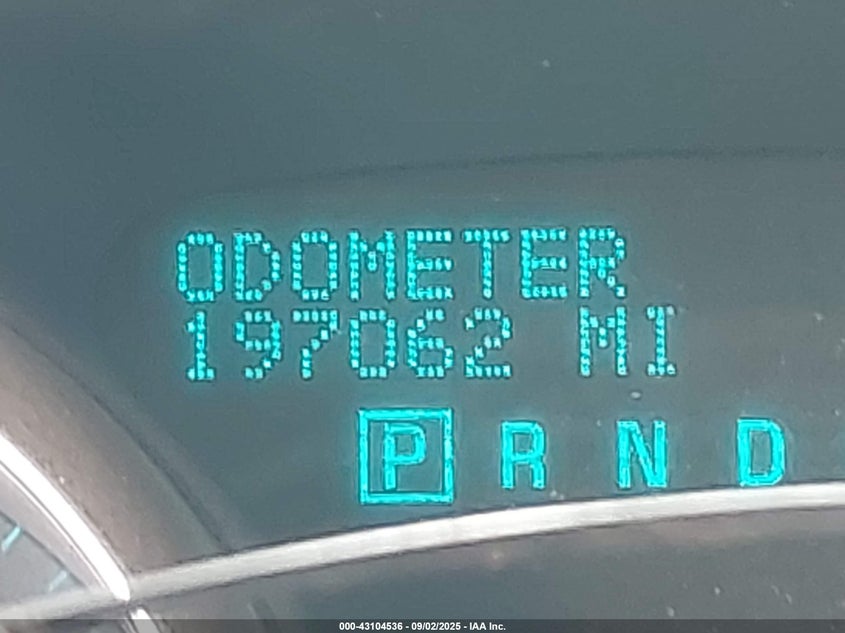 ODOMETER
197062 MI
P R N D
000-43104536 - 09/02/2025 - IAA Inc.